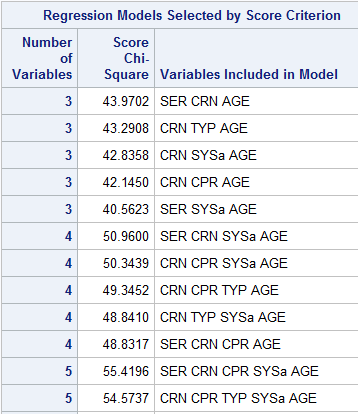 Regression Models Selected by Score Criterion
Number of Variables Score Chi-Square Variables Included in Model
3 43.9702 SER CRN AGE
3 43.2908 CRN TYP AGE
3 42.8358 CRN SYSa AGE
3 42.1450 CRN CPR AGE
3 40.5623 SER SYSa AGE
4 50.9600 SER CRN SYSa AGE
4 50.3439 CRN CPR SYSa AGE
4 49.3452 CRN CPR TYP AGE
4 48.8410 CRN TYP SYSa AGE
4 48.8317 SER CRN CPR AGE
5 55.4196 SER CRN CPR SYSa AGE
5 54.5737 CRN CPR TYP SYSa AGE